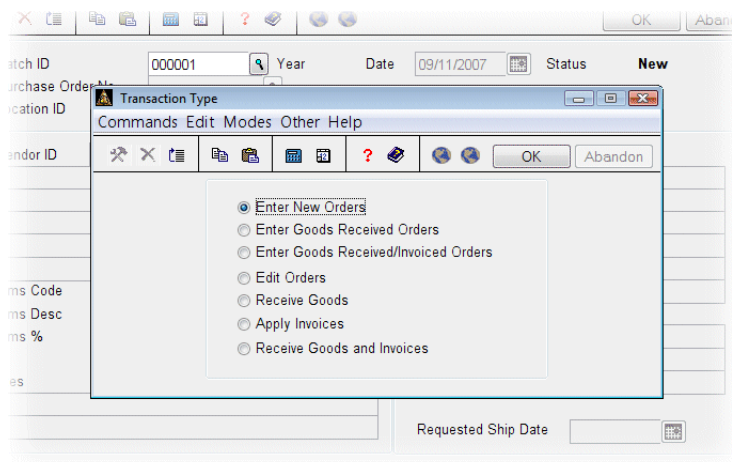 OK Aban
atch ID 000001 Year Date 09/11/2007 Status New
urchase Order No
ocation ID
Transaction Type
Commands Edit Modes Other Help
endor ID
OK Abandon
Enter New Orders
Enter Goods Received Orders
Enter Goods Received/Invoiced Orders
Edit Orders
ms Code
Receive Goods
ms Desc
Apply Invoices
ms %
Receive Goods and Invoices
es
Requested Ship Date